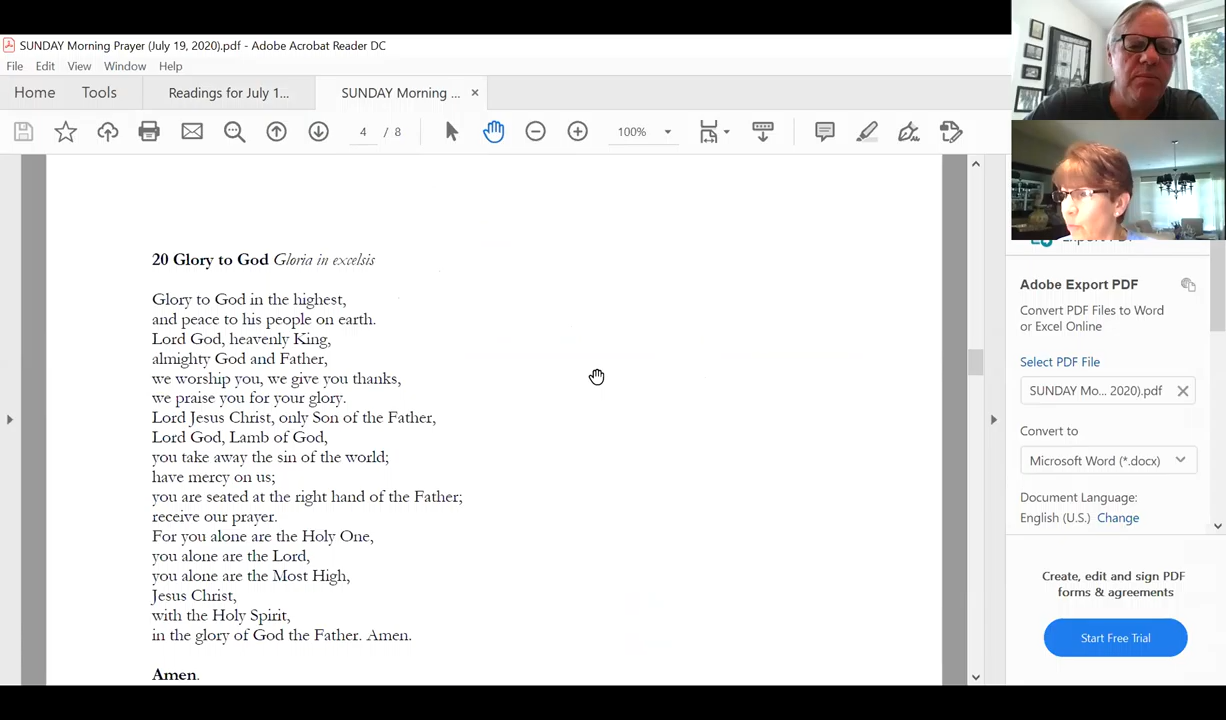 SUNDAY Morning Prayer (July 19, 2020).pdf - Adobe Acrobat Reader DC
File Edit View Window Help
Home Tools Readings for July 1... SUNDAY Morning ... ×
4 / 8 100%
20 Glory to God Gloria in excelsis
Glory to God in the highest,
and peace to his people on earth.
Lord God, heavenly King,
almighty God and Father,
we worship you, we give you thanks,
we praise you for your glory.
Lord Jesus Christ, only Son of the Father,
Lord God, Lamb of God,
you take away the sin of the world;
have mercy on us;
you are seated at the right hand of the Father;
receive our prayer.
For you alone are the Holy One,
you alone are the Lord,
you alone are the Most High,
Jesus Christ,
with the Holy Spirit,
in the glory of God the Father. Amen.
Amen.
Adobe Export PDF
Convert PDF Files to Word
or Excel Online
Select PDF File
SUNDAY Mo... 2020).pdf
Convert to
Microsoft Word (*.docx)
Document Language:
English (U.S.) Change
Create, edit and sign PDF
forms & agreements
Start Free Trial